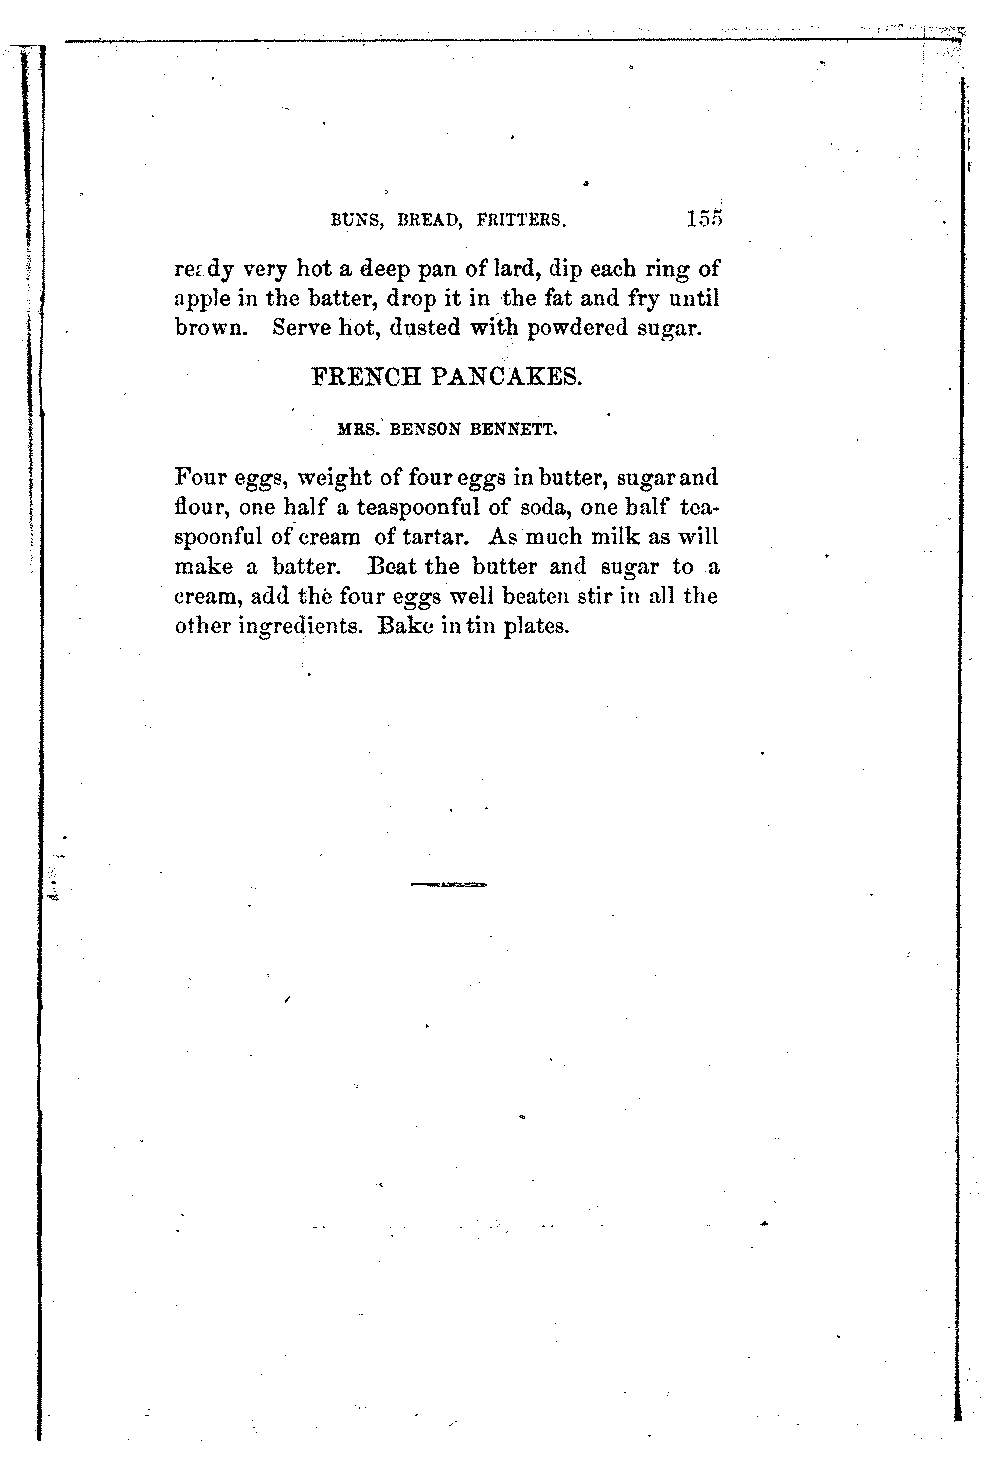 BUNS, BREAD, FRITTERS. 155
ready very hot a deep pan of lard, dip each ring of
apple in the batter, drop it in the fat and fry until
brown. Serve hot, dusted with powdered sugar.
FRENCH PANCAKES.
MRS. BENSON BENNETT.
Four eggs, weight of four eggs in butter, sugar and
flour, one half a teaspoonful of soda, one half tea-
spoonful of cream of tartar. As much milk as will
make a batter. Beat the butter and sugar to a
cream, add the four eggs well beaten stir in all the
other ingredients. Bake in tin plates.